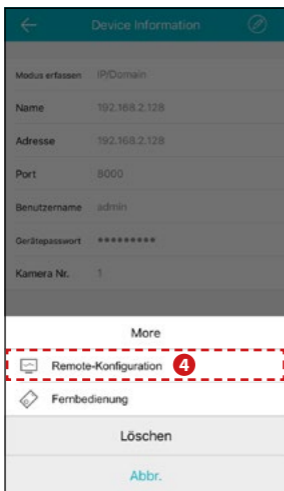 Device Information
Modus erfassen IP/Domain
Name 192.168.2.128
Adresse 192.168.2.128
Port 8000
Benutzername admin
Gerätepasswort •••••••••
Kamera Nr. 1
More
Remote-Konfiguration 4
Fernbedienung
Löschen
Abbr.